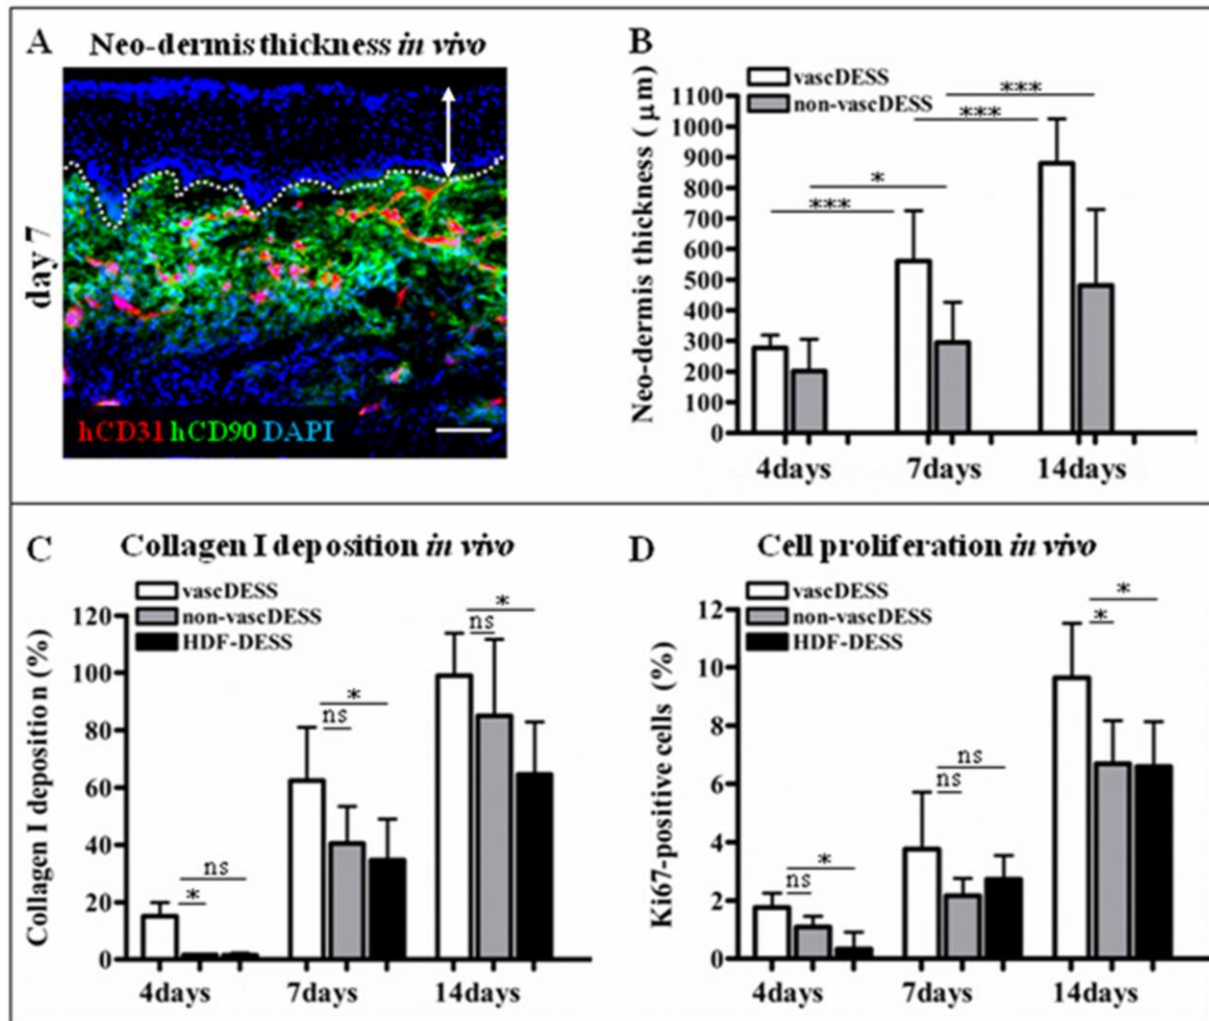 A Neo-dermis thickness in vivo
day 7
hCD31 hCD90 DAPI
B
vascDESS
non-vascDESS
Neo-dermis thickness (μm)
1100
1000
900
800
700
600
500
400
300
200
100
0
***
***
*
***
4days 7days 14days
C Collagen I deposition in vivo
vascDESS
non-vascDESS
HDF-DESS
Collagen I deposition (%)
120
100
80
60
40
20
0
ns
*
*
ns
*
ns
4days 7days 14days
D Cell proliferation in vivo
vascDESS
non-vascDESS
HDF-DESS
Ki67-positive cells (%)
12
10
8
6
4
2
0
*
ns
ns
ns
*
*
4days 7days 14days